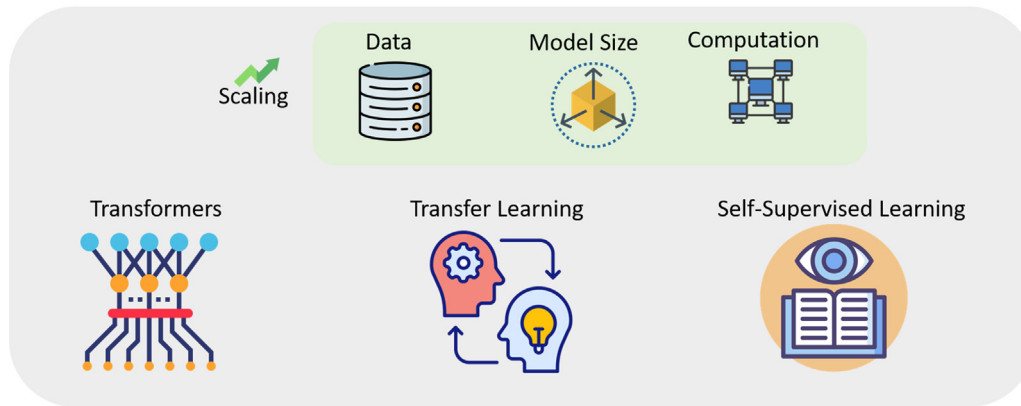 Data
Model Size
Computation
Scaling
Transformers
Transfer Learning
Self-Supervised Learning